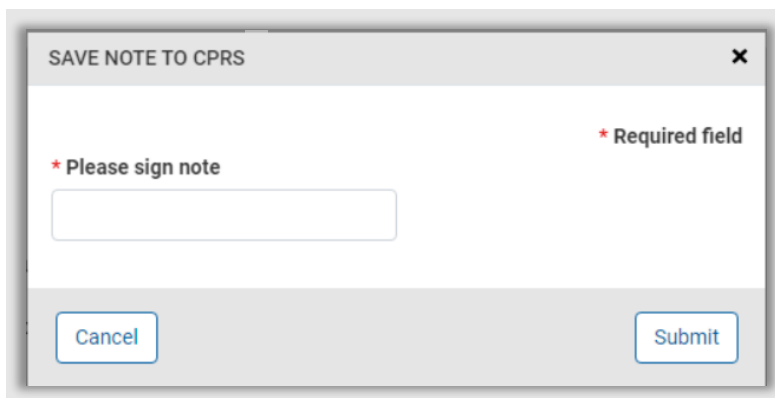 SAVE NOTE TO CPRS ×
* Required field
* Please sign note
Cancel Submit